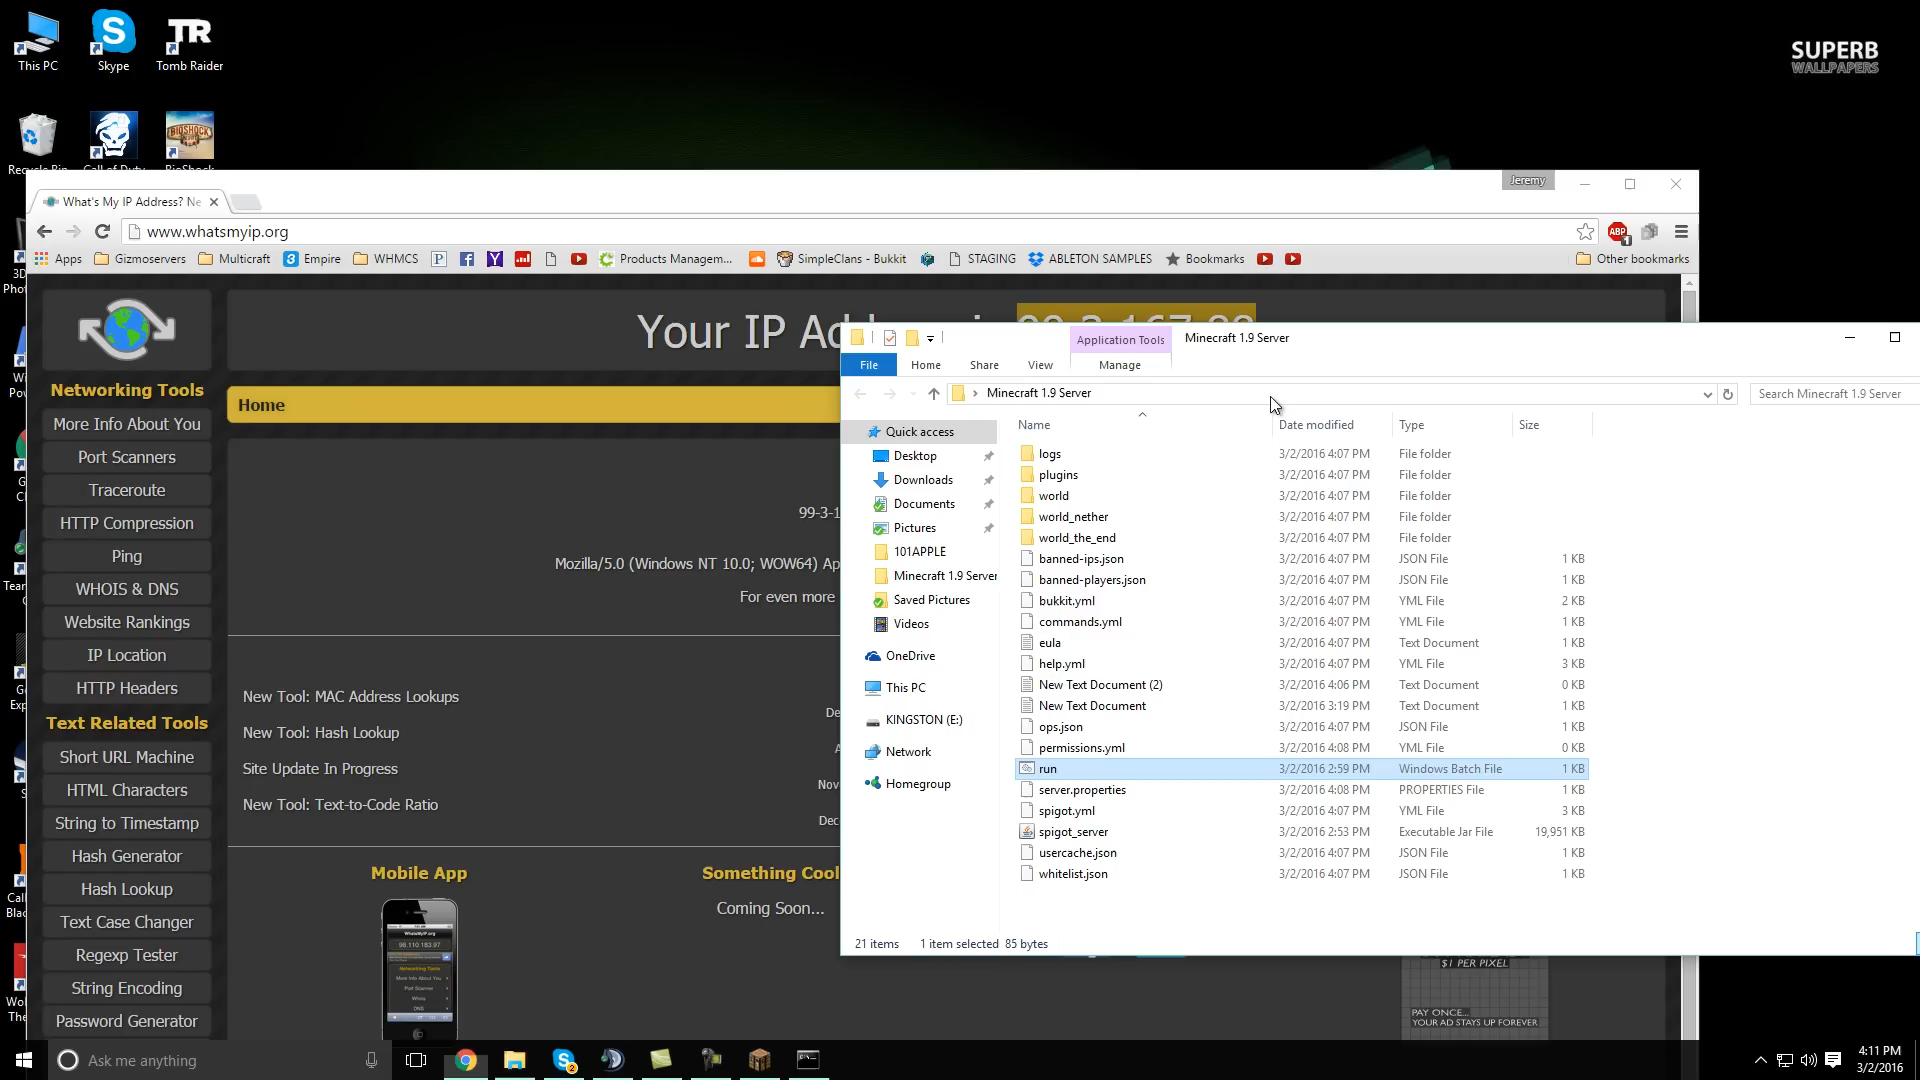 This PC
Skype
TR
Tomb Raider
SUPERB
WALLPAPERS
BIOSHOCK
Recycle Bin
Call of Duty
BioShock
Jeremy
What's My IP Address? Ne
www.whatsmyip.org
ABP
1
Apps
Gizmoservers
Multicraft
Empire
WHMCS
Products Managem...
SimpleClans - Bukkit
STAGING
ABLETON SAMPLES
Bookmarks
Other bookmarks
Networking Tools
More Info About You
Port Scanners
Traceroute
HTTP Compression
Ping
WHOIS & DNS
Website Rankings
IP Location
HTTP Headers
Text Related Tools
Short URL Machine
HTML Characters
String to Timestamp
Hash Generator
Hash Lookup
Text Case Changer
Regexp Tester
String Encoding
Password Generator
Your IP Ad
Home
99-3-1
Mozilla/5.0 (Windows NT 10.0; WOW64) Ap
For even more
New Tool: MAC Address Lookups
De
New Tool: Hash Lookup
Site Update In Progress
Nov
New Tool: Text-to-Code Ratio
Dec
Mobile App
Something Cool
Coming Soon...
98.110.183.97
$1 PER PIXEL
PAY ONCE...
YOUR AD STAYS UP FOREVER
Application Tools
Minecraft 1.9 Server
File
Home
Share
View
Manage
Minecraft 1.9 Server
Search Minecraft 1.9 Server
Quick access
Desktop
Downloads
Documents
Pictures
101APPLE
Minecraft 1.9 Server
Saved Pictures
Videos
OneDrive
This PC
KINGSTON (E:)
Network
Homegroup
Name
Date modified
Type
Size
logs 3/2/2016 4:07 PM File folder
plugins 3/2/2016 4:07 PM File folder
world 3/2/2016 4:07 PM File folder
world_nether 3/2/2016 4:07 PM File folder
world_the_end 3/2/2016 4:07 PM File folder
banned-ips.json 3/2/2016 4:07 PM JSON File 1 KB
banned-players.json 3/2/2016 4:07 PM JSON File 1 KB
bukkit.yml 3/2/2016 4:07 PM YML File 2 KB
commands.yml 3/2/2016 4:07 PM YML File 1 KB
eula 3/2/2016 4:07 PM Text Document 1 KB
help.yml 3/2/2016 4:07 PM YML File 3 KB
New Text Document (2) 3/2/2016 4:06 PM Text Document 0 KB
New Text Document 3/2/2016 3:19 PM Text Document 1 KB
ops.json 3/2/2016 4:07 PM JSON File 1 KB
permissions.yml 3/2/2016 4:08 PM YML File 0 KB
run 3/2/2016 2:59 PM Windows Batch File 1 KB
server.properties 3/2/2016 4:08 PM PROPERTIES File 1 KB
spigot.yml 3/2/2016 4:07 PM YML File 3 KB
spigot_server 3/2/2016 2:53 PM Executable Jar File 19,951 KB
usercache.json 3/2/2016 4:07 PM JSON File 1 KB
whitelist.json 3/2/2016 4:07 PM JSON File 1 KB
21 items 1 item selected 85 bytes
Ask me anything
2
4:11 PM
3/2/2016